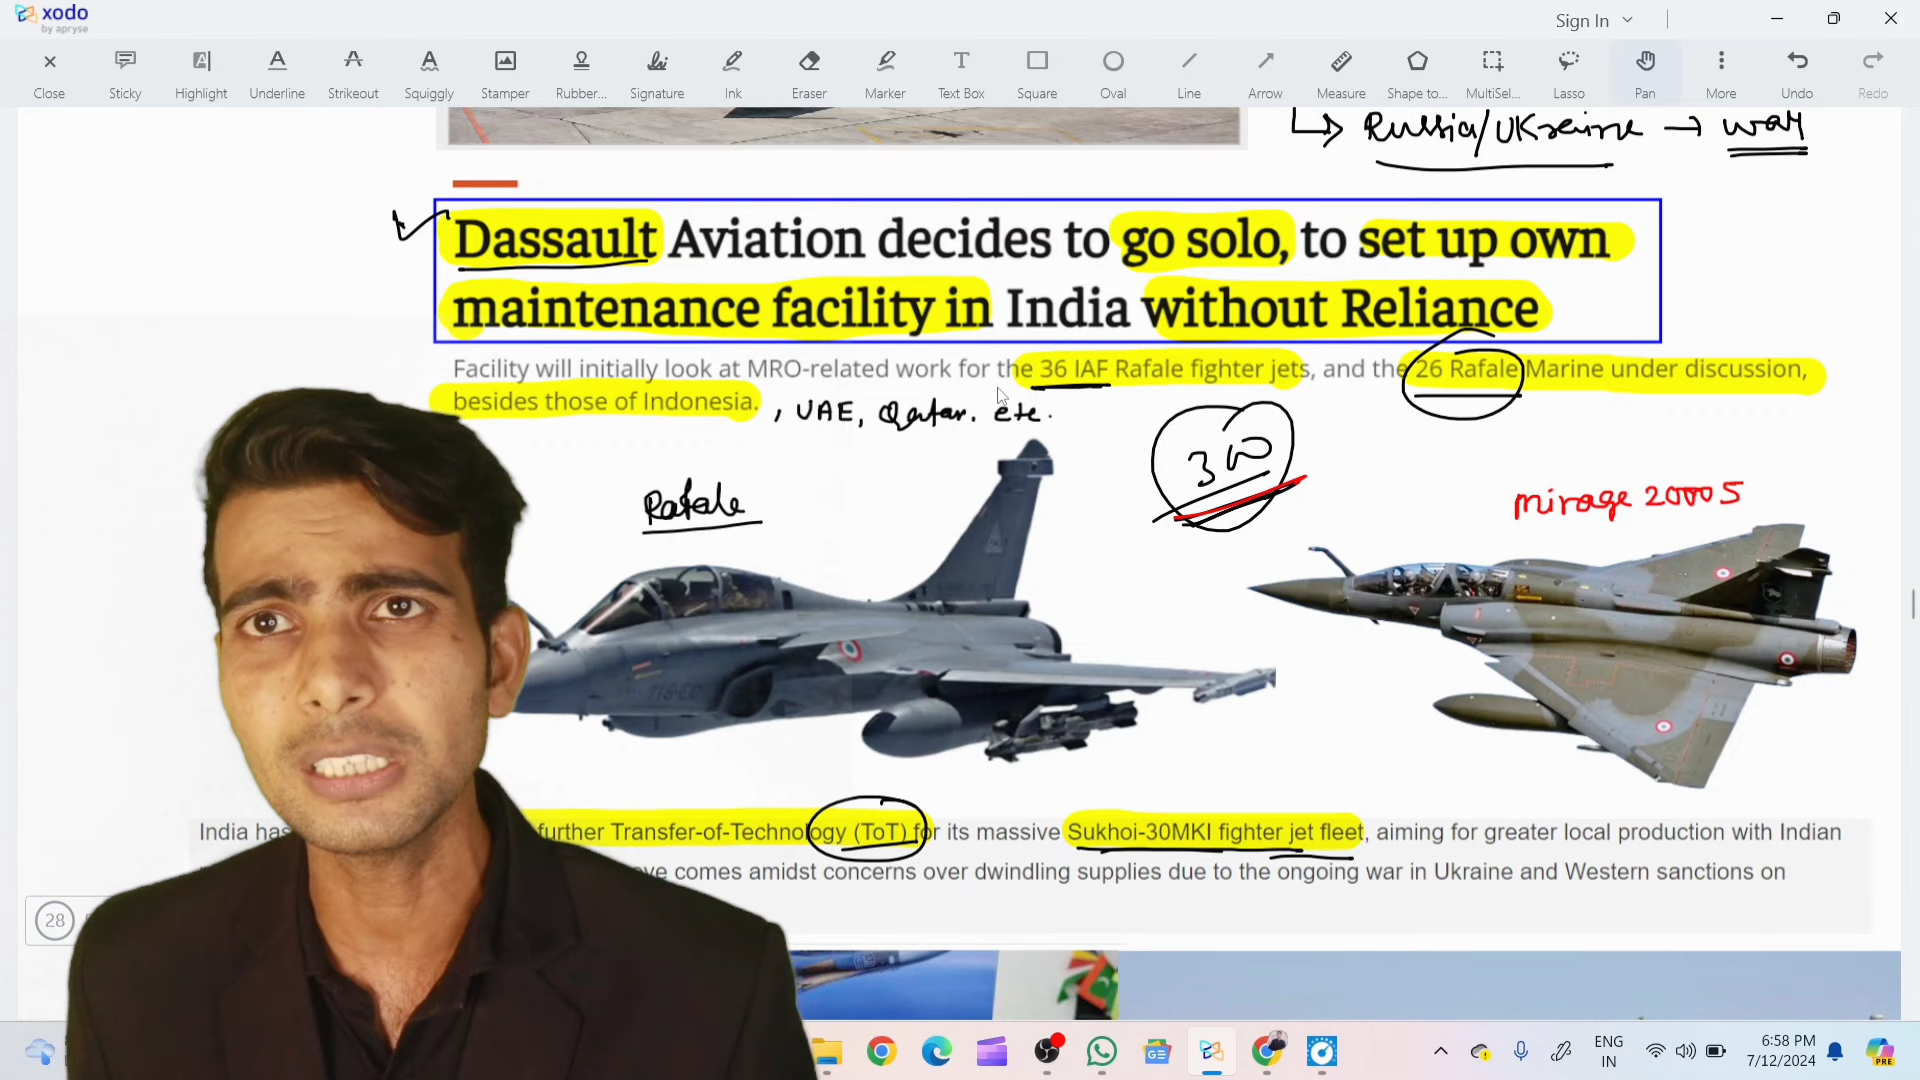 xodo
by apryse
Sign In
Close
Sticky
Highlight
Underline
Strikeout
Squiggly
Stamper
Rubber...
Signature
Ink
Eraser
Marker
Text Box
Square
Oval
Line
Arrow
Measure
Shape to...
MultiSel...
Lasso
Pan
More
Undo
Redo
Russia/Ukraine → war
Dassault Aviation decides to go solo, to set up own
maintenance facility in India without Reliance
Facility will initially look at MRO-related work for the 36 IAF Rafale fighter jets, and the 26 Rafale Marine under discussion,
besides those of Indonesia. , UAE, Qatar. etc.
Rafale
Mirage 2000 5
India has further Transfer-of-Technology (ToT) for its massive Sukhoi-30MKI fighter jet fleet, aiming for greater local production with Indian
comes amidst concerns over dwindling supplies due to the ongoing war in Ukraine and Western sanctions on
28
ENG
IN
6:58 PM
7/12/2024
PRE